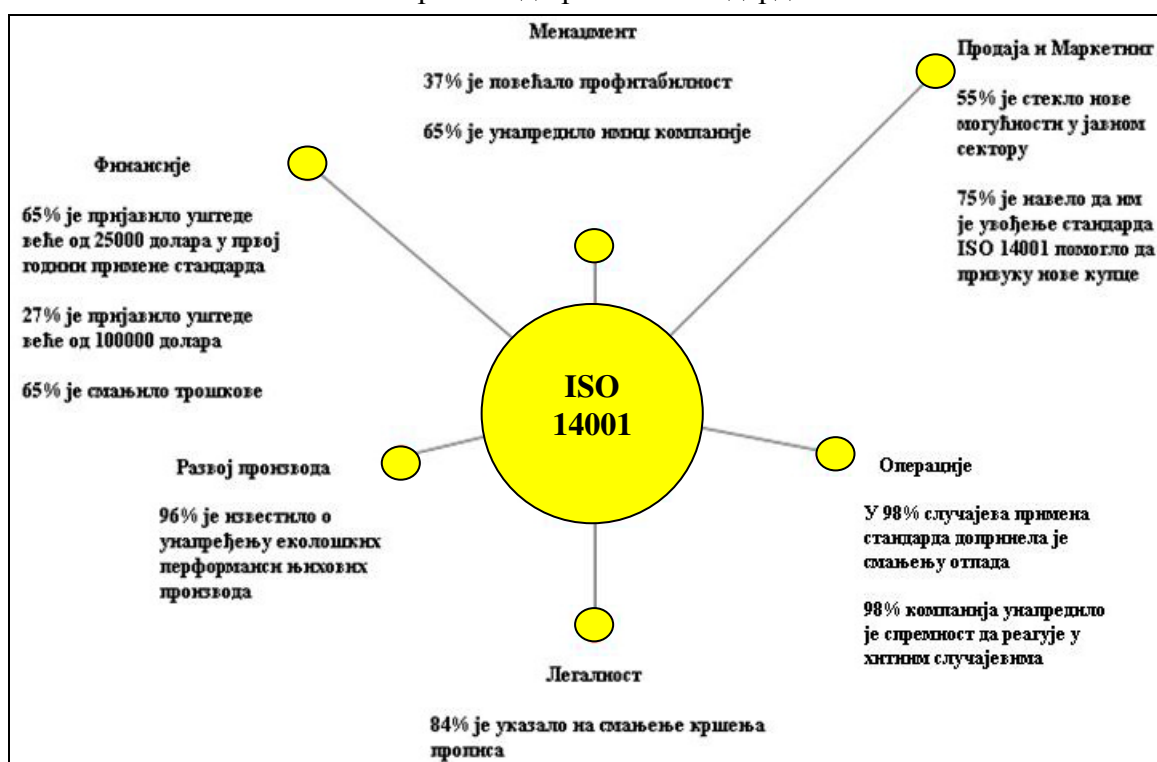 Менаџмент
37% је повећало профитабилност
65% је унапредило имиџ компаније
Продаја и Маркетинг
55% је стекло нове
могућности у јавном
сектору
75% је навело да им
је увођење стандарда
ISO 14001 помогло да
привуку нове купце
Финансије
65% је пријавило уштеде
веће од 25000 долара у првој
години примене стандарда
27% је пријавило уштеде
веће од 100000 долара
65% је смањило трошкове
ISO
14001
Развој производа
96% је известило о
унапређењу еколошких
перформанси њихових
производа
Операције
У 98% случајева примена
стандарда допринела је
смањењу отпада
98% компанија унапредило
је спремност да реагује у
хитним случајевима
Легалност
84% је указало на смањење кршења
прописа